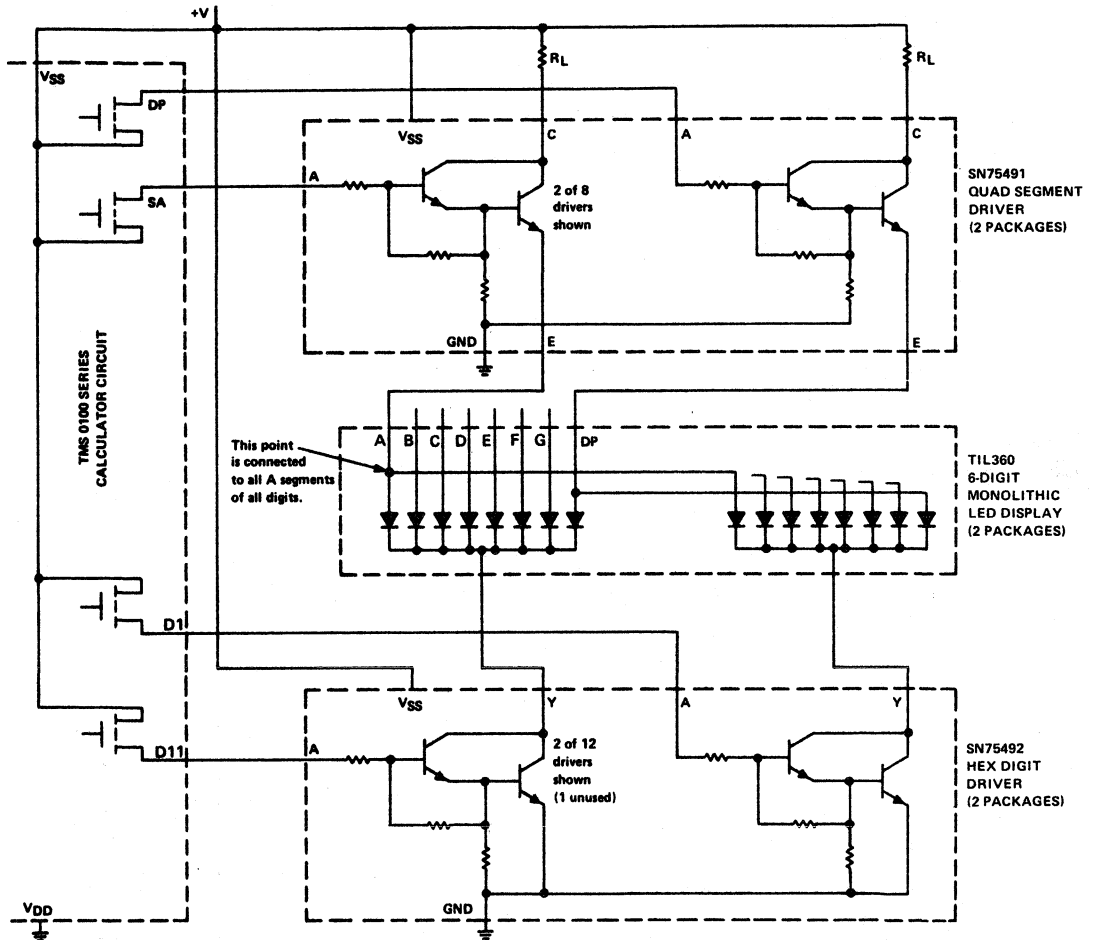 +V
VSS
DP
RL
RL
VSS
C
A
C
A
SA
2 of 8
drivers
shown
SN75491
QUAD SEGMENT
DRIVER
(2 PACKAGES)
GND
E
E
TMS 0100 SERIES
CALCULATOR CIRCUIT
This point
is connected
to all A segments
of all digits.
A
B
C
D
E
F
G
DP
TIL360
6-DIGIT
MONOLITHIC
LED DISPLAY
(2 PACKAGES)
D1
VSS
Y
A
Y
D11
A
2 of 12
drivers
shown
(1 unused)
SN75492
HEX DIGIT
DRIVER
(2 PACKAGES)
VDD
GND